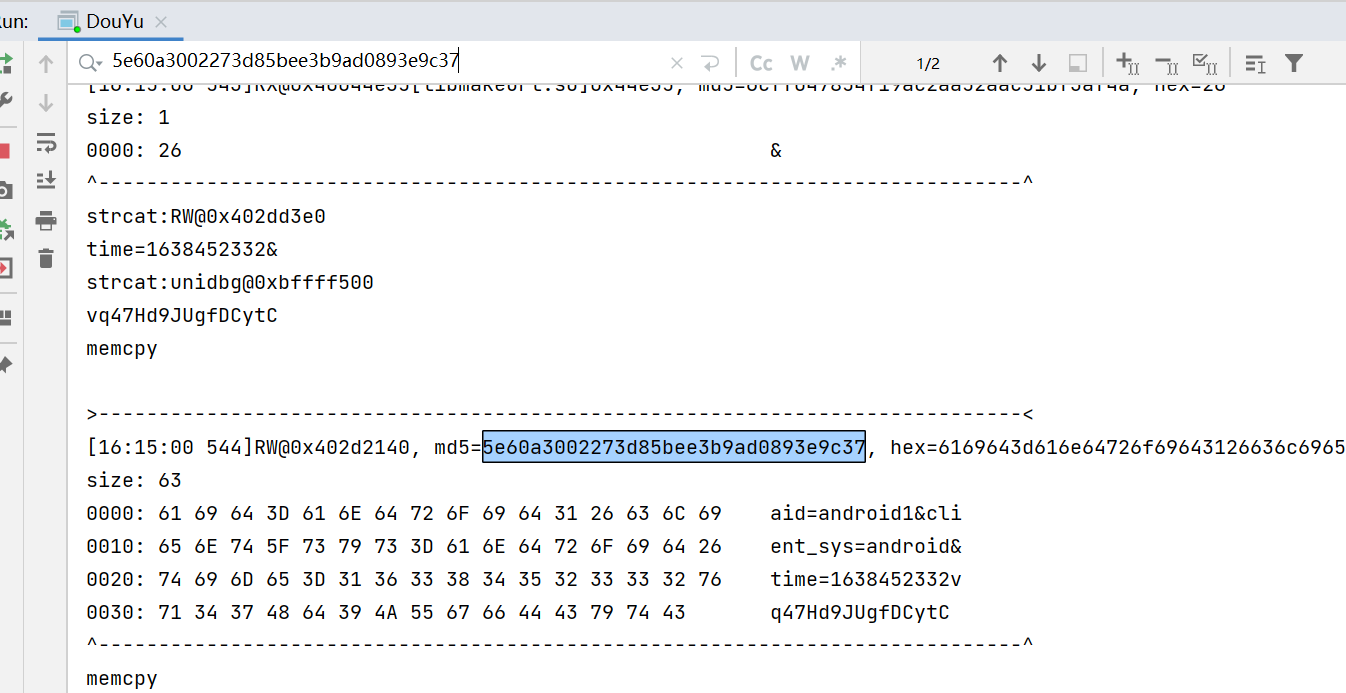 un:
DouYu
5e60a3002273d85bee3b9ad0893e9c37
Cc W .*
1/2
size: 1
0000: 26 &
^-----------------------------------------------------------------------------^
strcat:RW@0x402dd3e0
time=1638452332&
strcat:unidbg@0xbffff500
vq47Hd9JUgfDCytC
memcpy
>-----------------------------------------------------------------------------<
[16:15:00 544]RW@0x402d2140, md5=5e60a3002273d85bee3b9ad0893e9c37, hex=6169643d616e64726f69643126636c6965
size: 63
0000: 61 69 64 3D 61 6E 64 72 6F 69 64 31 26 63 6C 69 aid=android1&cli
0010: 65 6E 74 5F 73 79 73 3D 61 6E 64 72 6F 69 64 26 ent_sys=android&
0020: 74 69 6D 65 3D 31 36 33 38 34 35 32 33 33 32 76 time=1638452332v
0030: 71 34 37 48 64 39 4A 55 67 66 44 43 79 74 43 q47Hd9JUgfDCytC
^-----------------------------------------------------------------------------^
memcpy